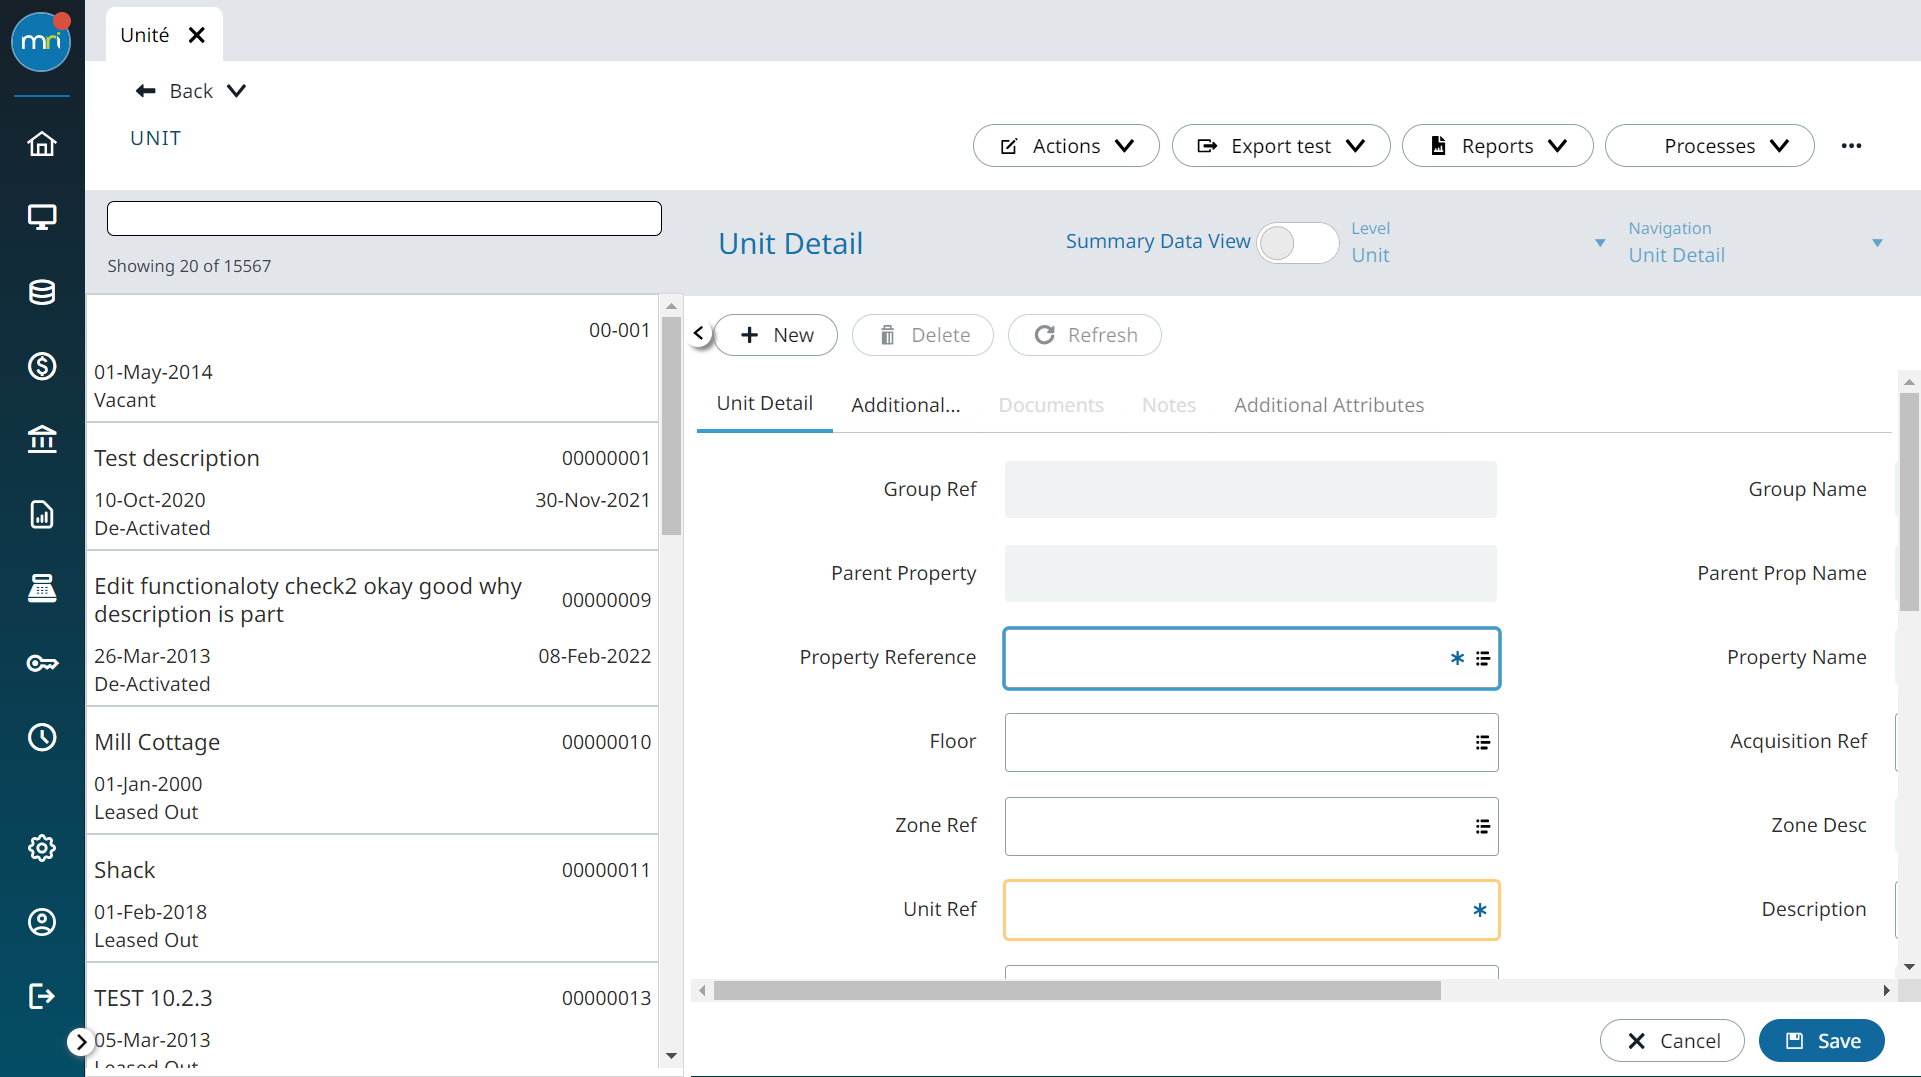 mri
Unité
Back
UNIT
Actions
Export test
Reports
Processes
Showing 20 of 15567
Unit Detail
Summary Data View
Level
Unit
Navigation
Unit Detail
00-001
01-May-2014
Vacant
Test description
00000001
10-Oct-2020
30-Nov-2021
De-Activated
Edit functionaloty check2 okay good why
description is part
00000009
26-Mar-2013
08-Feb-2022
De-Activated
Mill Cottage
00000010
01-Jan-2000
Leased Out
Shack
00000011
01-Feb-2018
Leased Out
TEST 10.2.3
00000013
05-Mar-2013
Leased Out
New
Delete
Refresh
Unit Detail
Additional...
Documents
Notes
Additional Attributes
Group Ref
Group Name
Parent Property
Parent Prop Name
Property Reference
*
Property Name
Floor
Acquisition Ref
Zone Ref
Zone Desc
Unit Ref
*
Description
Cancel
Save